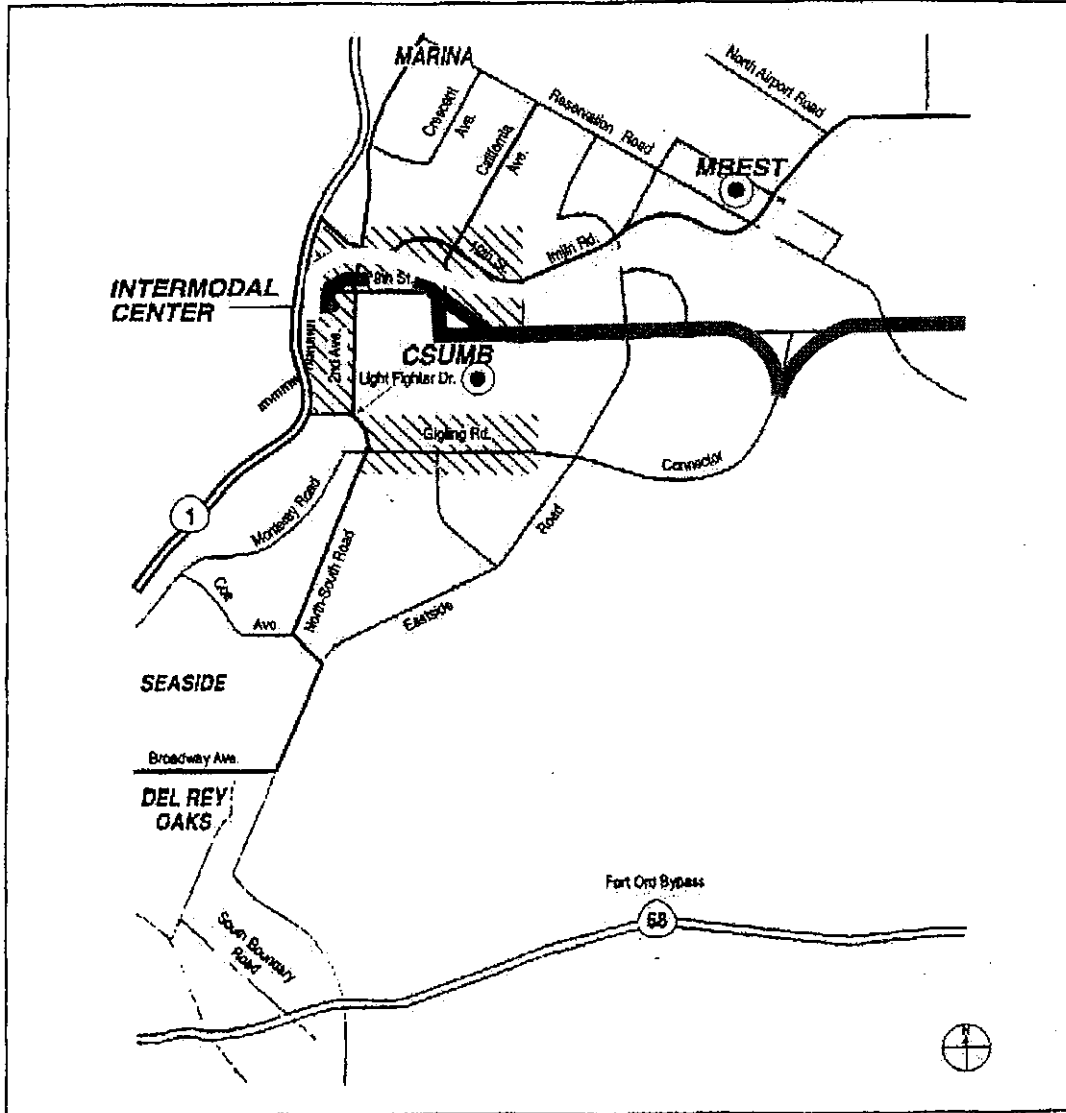 MARINA
North Airport Road
Crescent
Ave.
California
Ave.
Reservation Road
MBEST
12th St.
Imjin Rd.
8th St.
INTERMODAL
CENTER
2nd Ave.
CSUMB
Light Fighter Dr.
Gigling Rd.
Connector
1
Monterey Road
North-South Road
Road
Eastside
Coe
Ave
SEASIDE
Broadway Ave.
DEL REY
OAKS
Fort Ord Bypass
68
South Boundary
Road
N